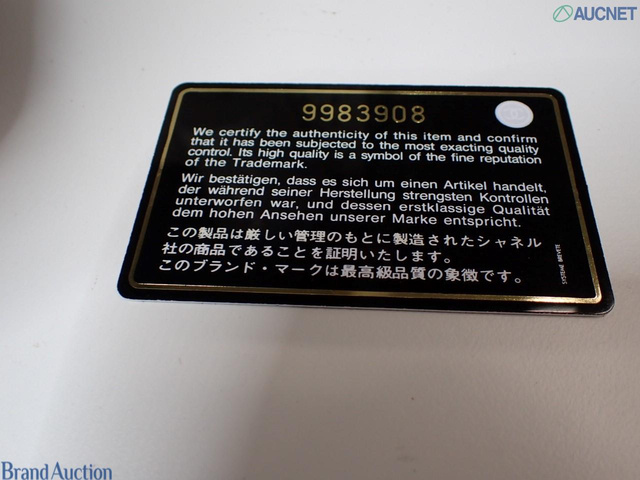 AUCNET
9983908
We certify the authenticity of this item and confirm
that it has been subjected to the most exacting quality
control. Its high quality is a symbol of the fine reputation
of the Trademark.
Wir bestätigen, dass es sich um einen Artikel handelt,
der während seiner Herstellung strengsten Kontrollen
unterworfen war, und dessen erstklassige Qualität
dem hohen Ansehen unserer Marke entspricht.
この製品は厳しい管理のもとに製造されたシャネル
社の商品であることを証明いたします。
このブランド・マークは最高級品質の象徴です。
SYSTEME BREVETE
Brand Auction